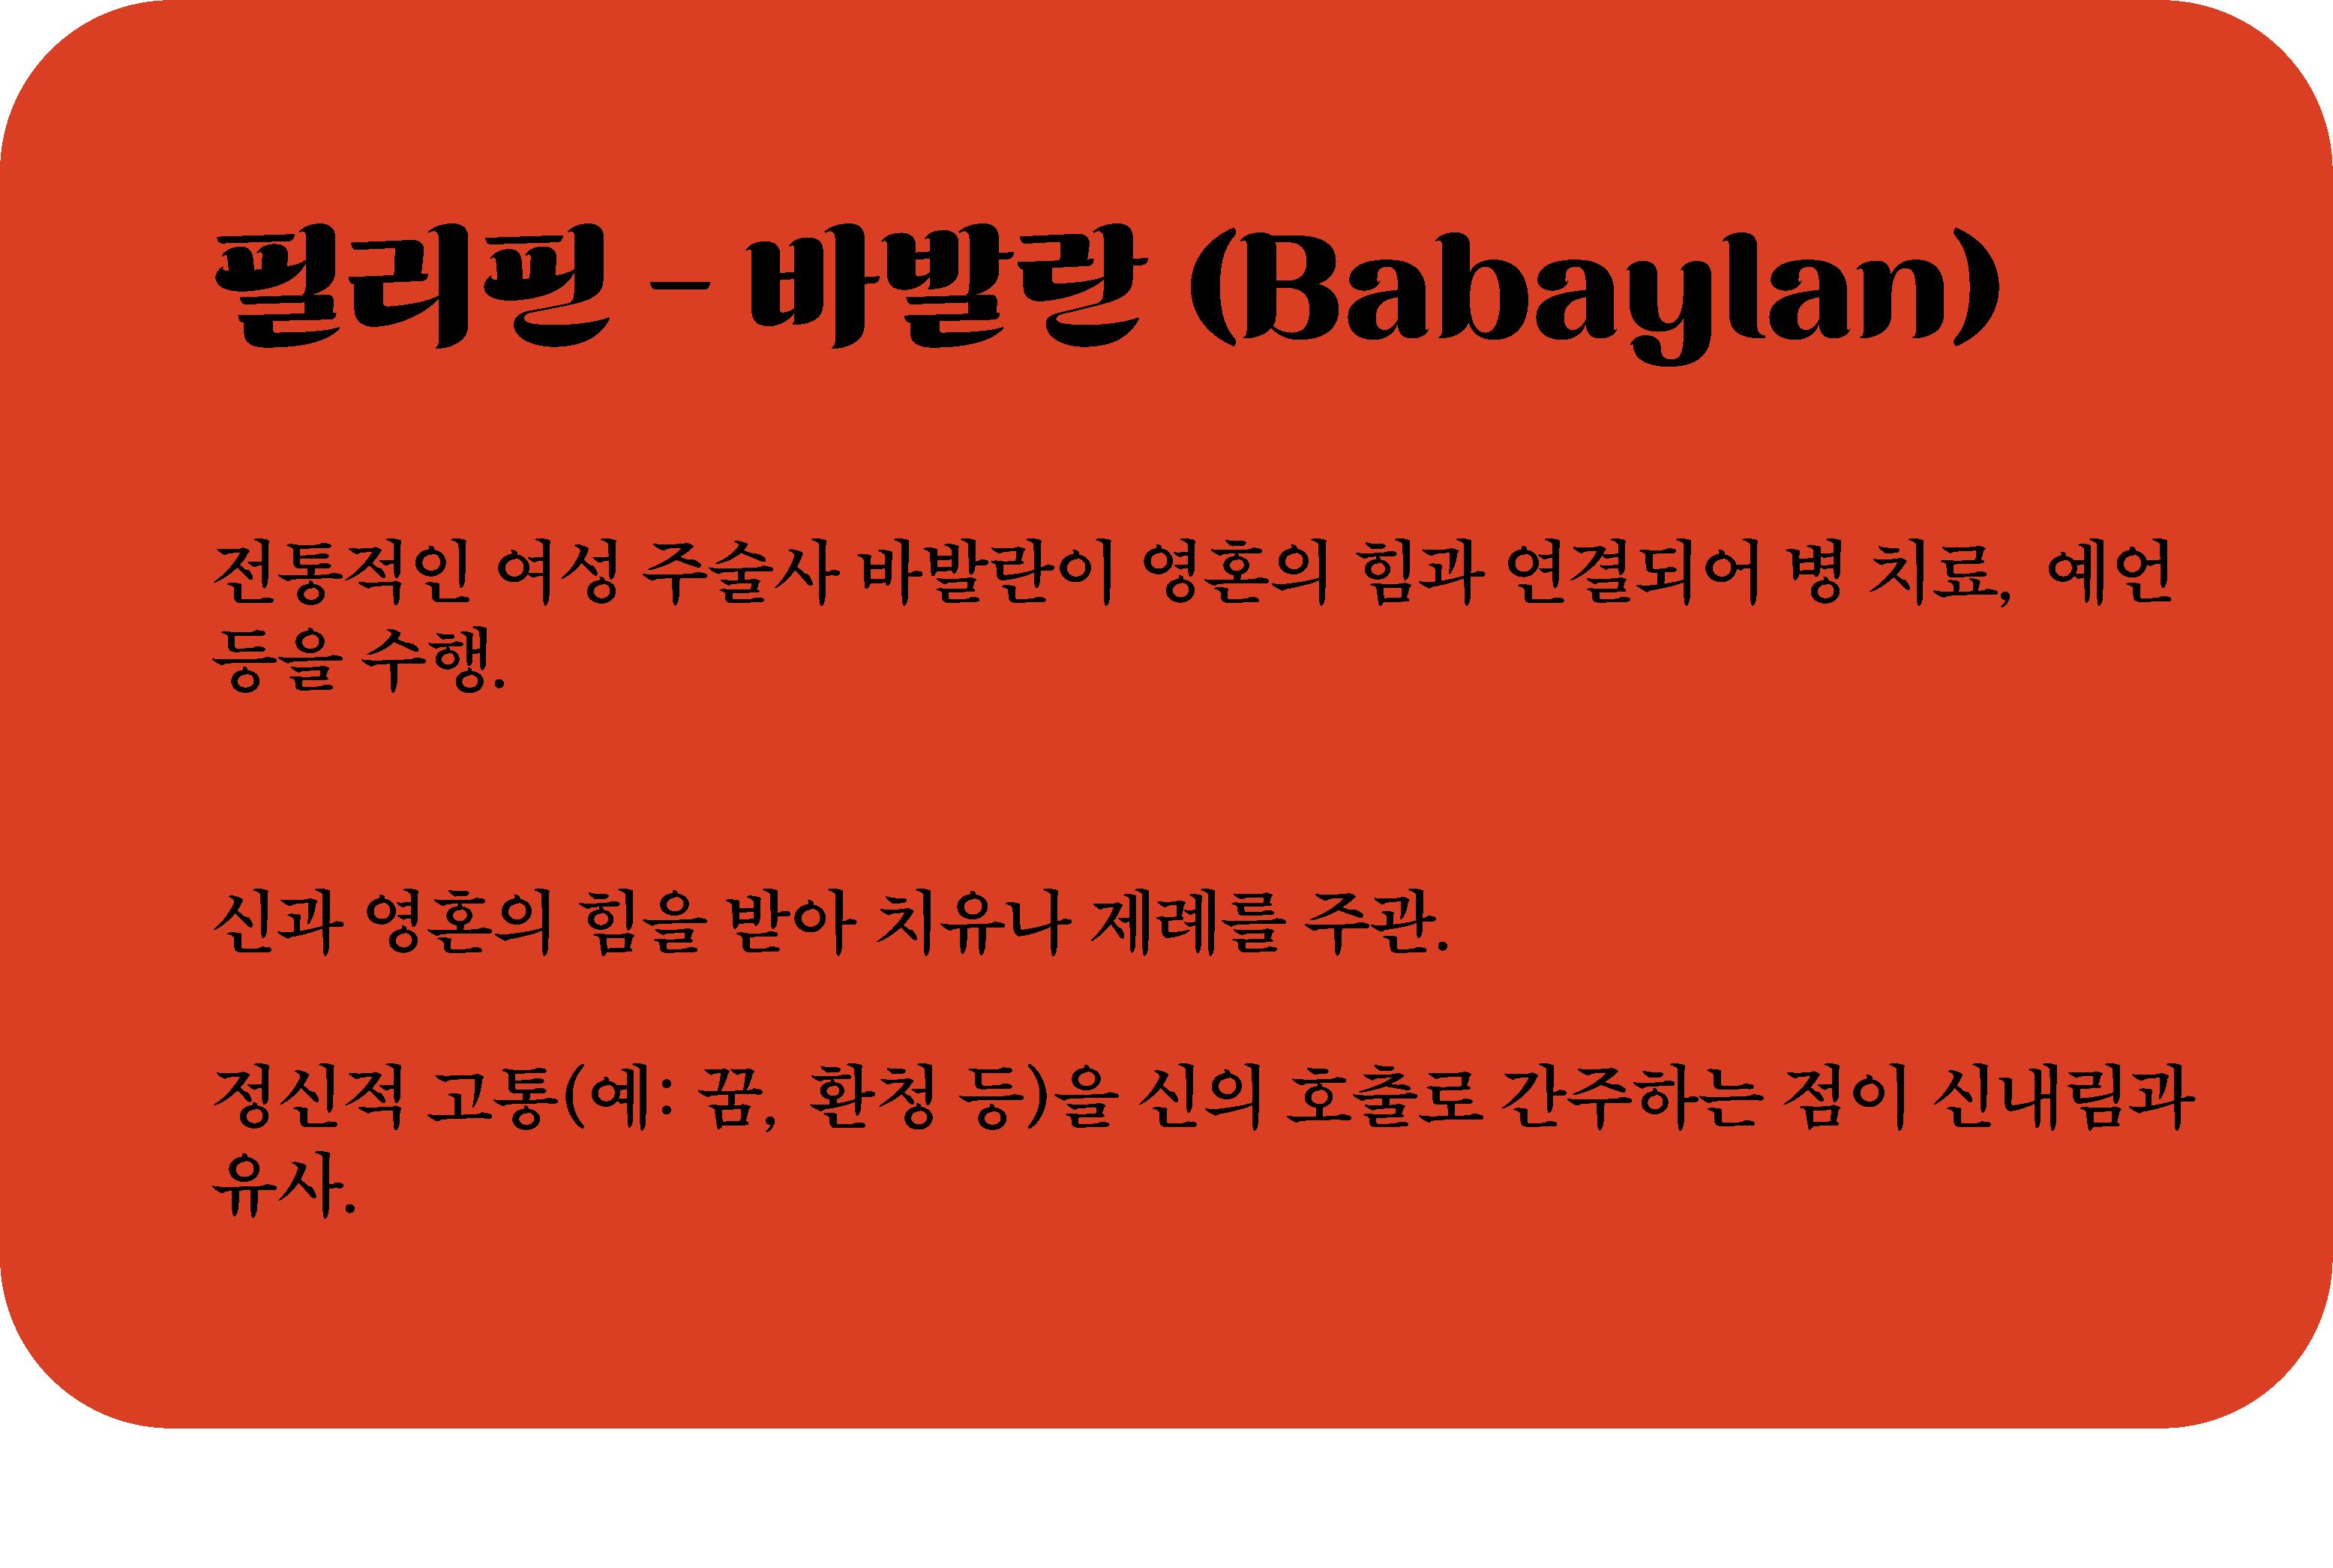 필리핀 – 바발란 (Babaylan)
전통적인 여성 주술사 바발란이 영혼의 힘과 연결되어 병 치료, 예언
등을 수행.
신과 영혼의 힘을 받아 치유나 제례를 주관.
정신적 고통(예: 꿈, 환청 등)을 신의 호출로 간주하는 점이 신내림과
유사.